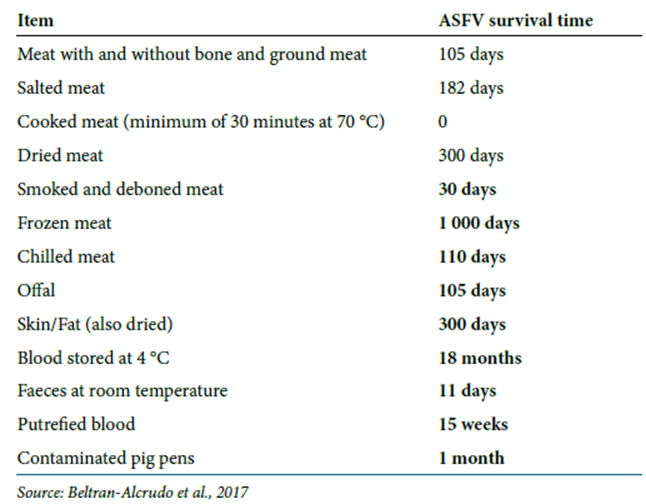 Item ASFV survival time
Meat with and without bone and ground meat 105 days
Salted meat 182 days
Cooked meat (minimum of 30 minutes at 70 °C) 0
Dried meat 300 days
Smoked and deboned meat 30 days
Frozen meat 1 000 days
Chilled meat 110 days
Offal 105 days
Skin/Fat (also dried) 300 days
Blood stored at 4 °C 18 months
Faeces at room temperature 11 days
Putrefied blood 15 weeks
Contaminated pig pens 1 month
Source: Beltran-Alcrudo et al., 2017